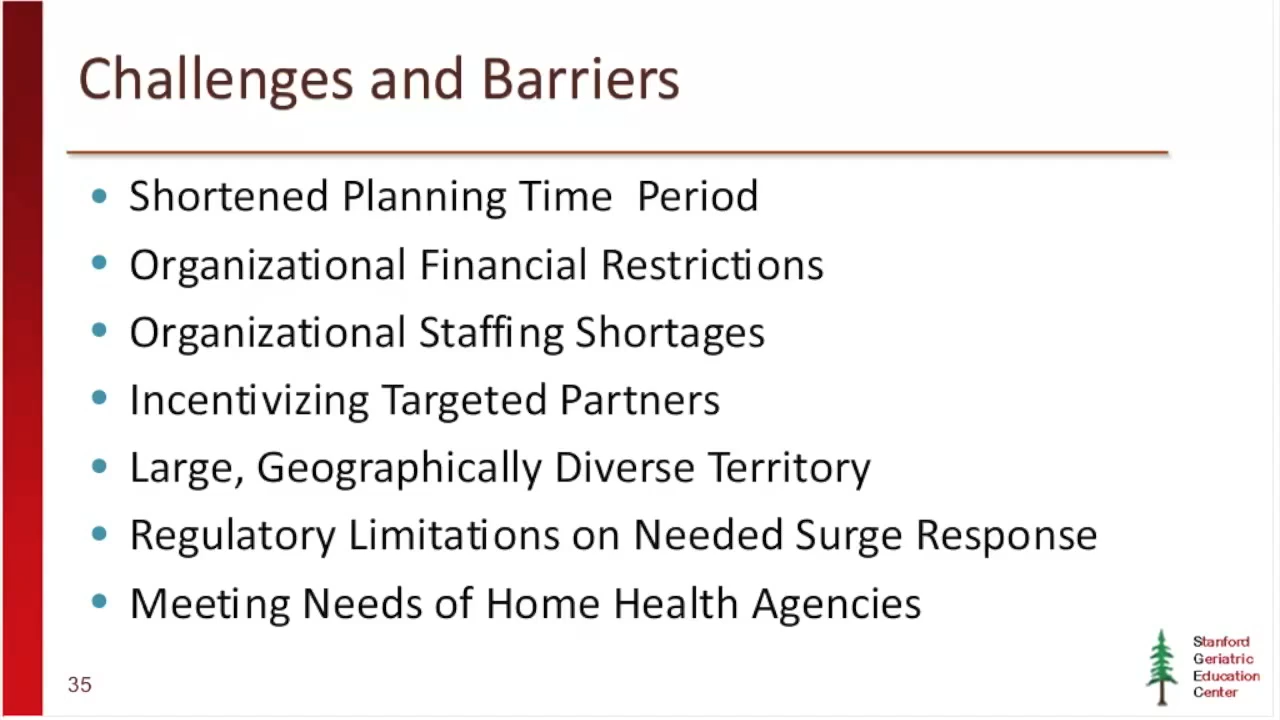 Challenges and Barriers
• Shortened Planning Time  Period
• Organizational Financial Restrictions
• Organizational Staffing Shortages
• Incentivizing Targeted Partners
• Large, Geographically Diverse Territory
• Regulatory Limitations on Needed Surge Response
• Meeting Needs of Home Health Agencies
35
Stanford
Geriatric
Education
Center